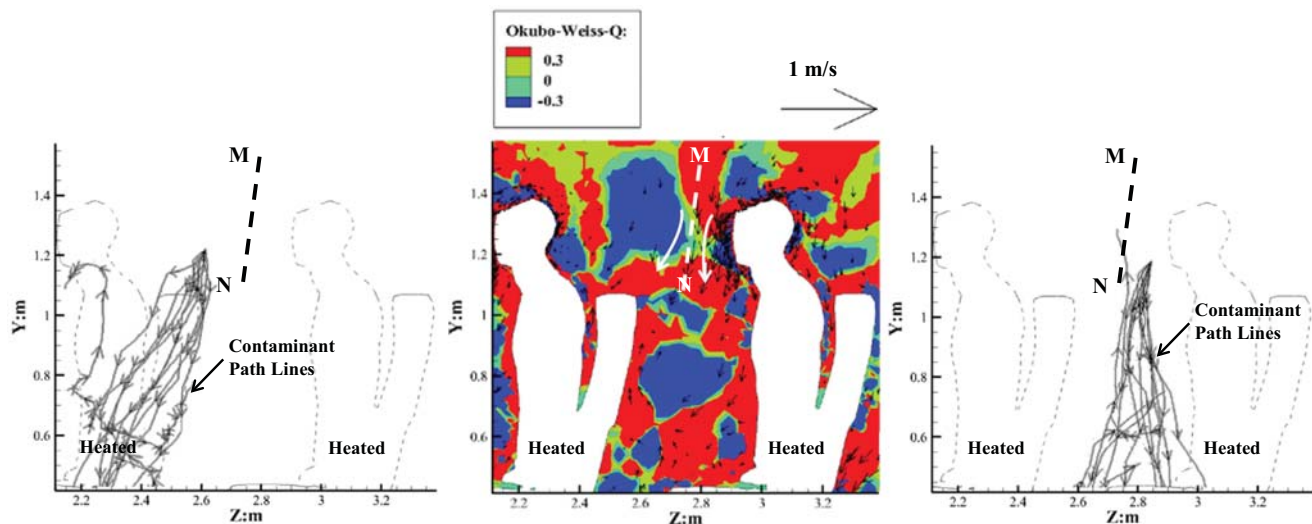 Okubo-Weiss-Q:
0.3
0
-0.3
1 m/s
M
N
Contaminant
Path Lines
Heated
Heated
Y:m
1.4
1.2
1
0.8
0.6
2.2 2.4 2.6 2.8 3 3.2
Z:m
M
N
Heated
Heated
Y:m
1.4
1.2
1
0.8
0.6
2.2 2.4 2.6 2.8 3 3.2
Z:m
M
N
Contaminant
Path Lines
Heated
Heated
Y:m
1.4
1.2
1
0.8
0.6
2.2 2.4 2.6 2.8 3 3.2
Z:m